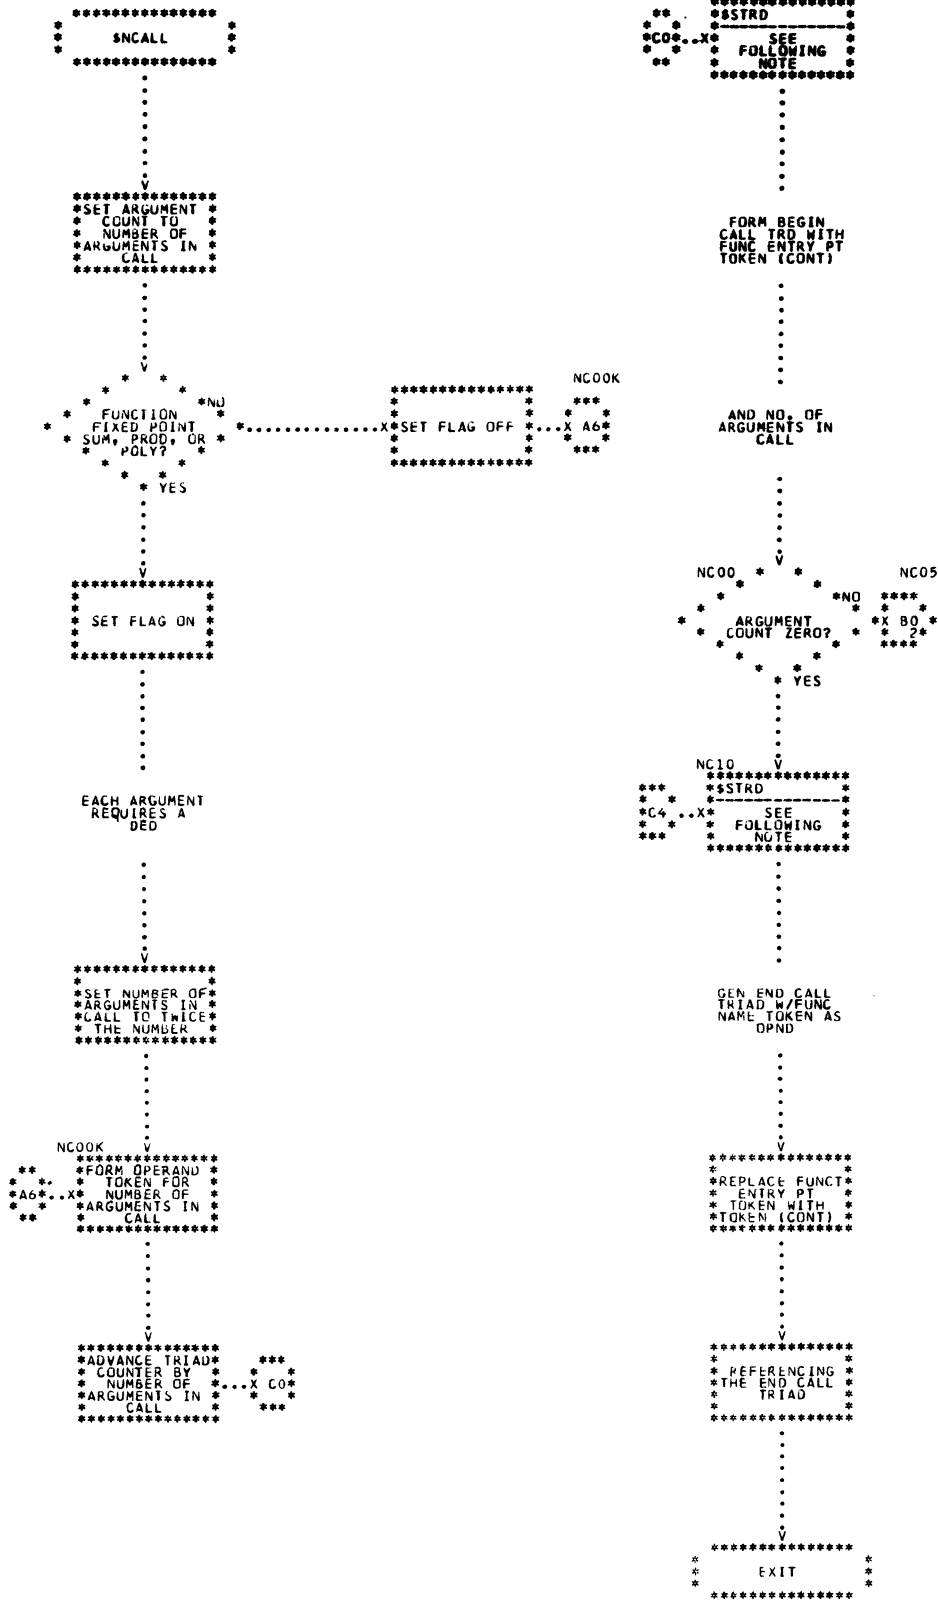 $NCALL
SET ARGUMENT
COUNT TO
NUMBER OF
ARGUMENTS IN
CALL
NO
FUNCTION
FIXED POINT
SUM, PROD, OR
POLY?
YES
SET FLAG OFF
NC00K
A6
SET FLAG ON
EACH ARGUMENT
REQUIRES A
DED
SET NUMBER OF
ARGUMENTS IN
CALL TO TWICE
THE NUMBER
NC00K
A6
FORM OPERAND
TOKEN FOR
NUMBER OF
ARGUMENTS IN
CALL
ADVANCE TRIAD
COUNTER BY
NUMBER OF
ARGUMENTS IN
CALL
C0
C0
$STRD
SEE
FOLLOWING
NOTE
FORM BEGIN
CALL TRD WITH
FUNC ENTRY PT
TOKEN (CONT)
AND NO. OF
ARGUMENTS IN
CALL
NC00
NO
ARGUMENT
COUNT ZERO?
YES
NC05
B0
2
NC10
C4
$STRD
SEE
FOLLOWING
NOTE
GEN END CALL
TRIAD W/FUNC
NAME TOKEN AS
OPND
REPLACE FUNCT
ENTRY PT
TOKEN WITH
TOKEN (CONT)
REFERENCING
THE END CALL
TRIAD
EXIT